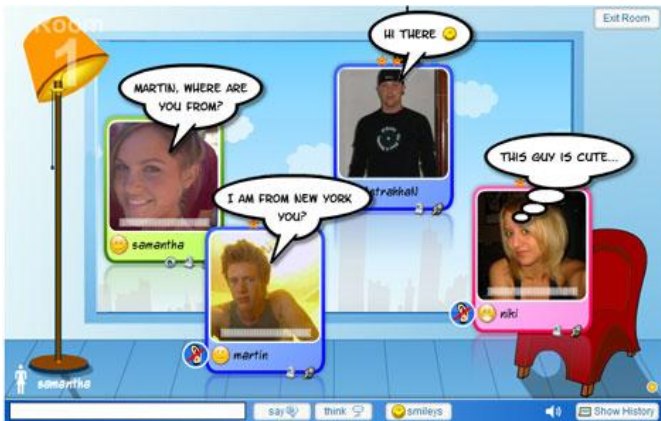 Room
1
Exit Room
HI THERE
MARTIN, WHERE ARE
YOU FROM?
THIS GUY IS CUTE...
I AM FROM NEW YORK
YOU?
samantha
niki
martin
samantha
say
think
smileys
Show History